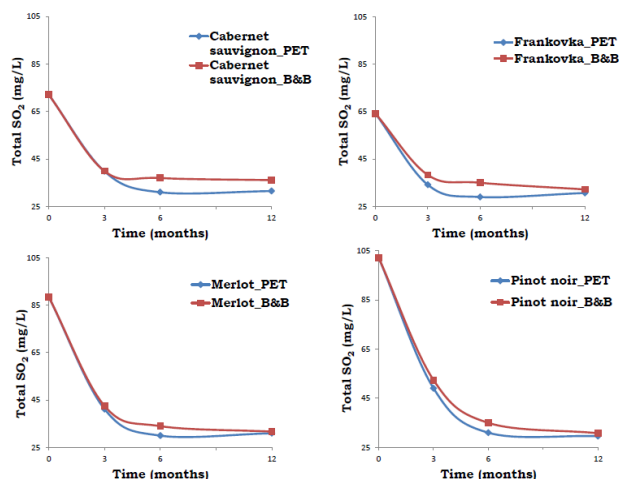 105
85
65
45
25
Total SO2 (mg/L)
0 3 6 12
Time (months)
Cabernet
sauvignon_PET
Cabernet
sauvignon_B&B
105
85
65
45
25
Total SO2 (mg/L)
0 3 6 12
Time (months)
Frankovka_PET
Frankovka_B&B
105
85
65
45
25
Total SO2 (mg/L)
0 3 6 12
Time (months)
Merlot_PET
Merlot_B&B
105
85
65
45
25
Total SO2 (mg/L)
0 3 6 12
Time (months)
Pinot noir_PET
Pinot noir_B&B